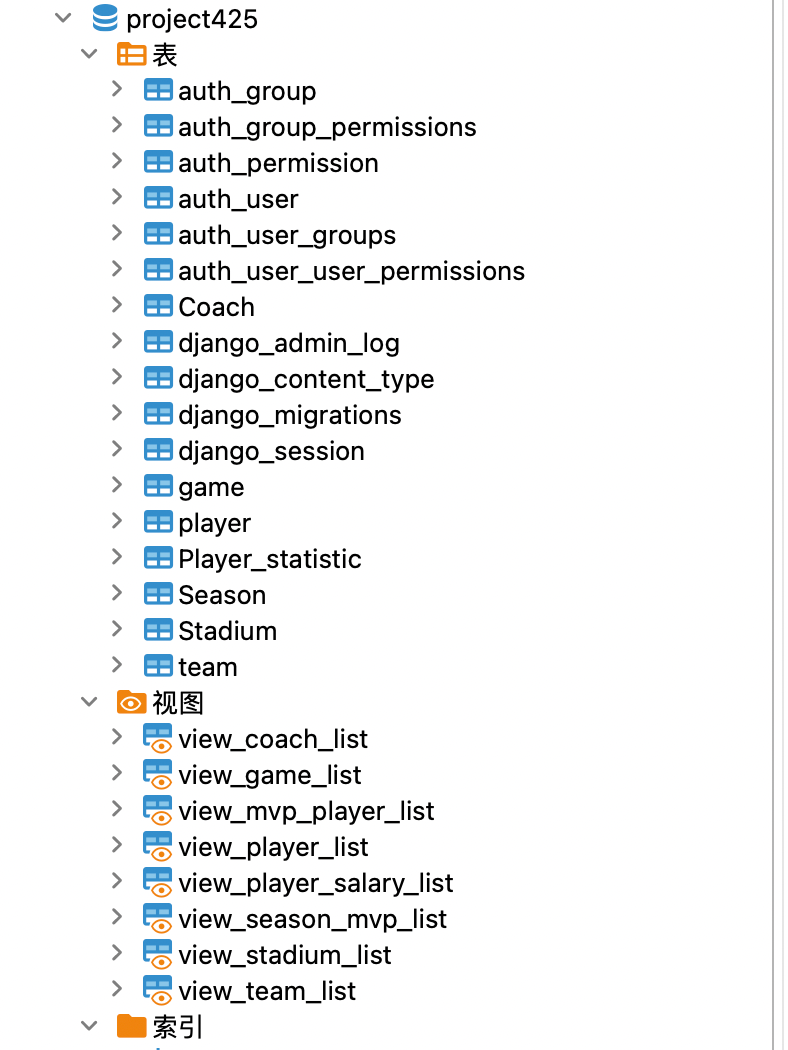 project425
表
auth_group
auth_group_permissions
auth_permission
auth_user
auth_user_groups
auth_user_user_permissions
Coach
django_admin_log
django_content_type
django_migrations
django_session
game
player
Player_statistic
Season
Stadium
team
视图
view_coach_list
view_game_list
view_mvp_player_list
view_player_list
view_player_salary_list
view_season_mvp_list
view_stadium_list
view_team_list
索引